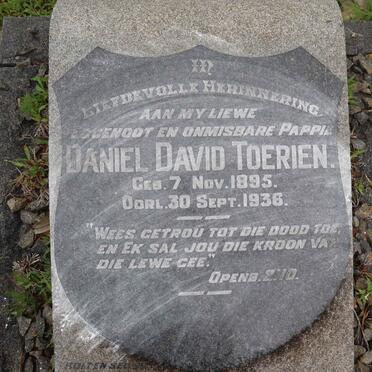 In
Liefdevolle Herinnering
AAN MY LIEWE
EGGENOOT EN ONMISBARE PAPPIE
DANIEL DAVID TOERIEN.
GEB. 7 NOV. 1895.
OORL. 30 SEPT. 1936.
"WEES GETROU TOT DIE DOOD TOE,
EN EK SAL JOU DIE KROON VAN
DIE LEWE GEE."
OPENB. 2:10.